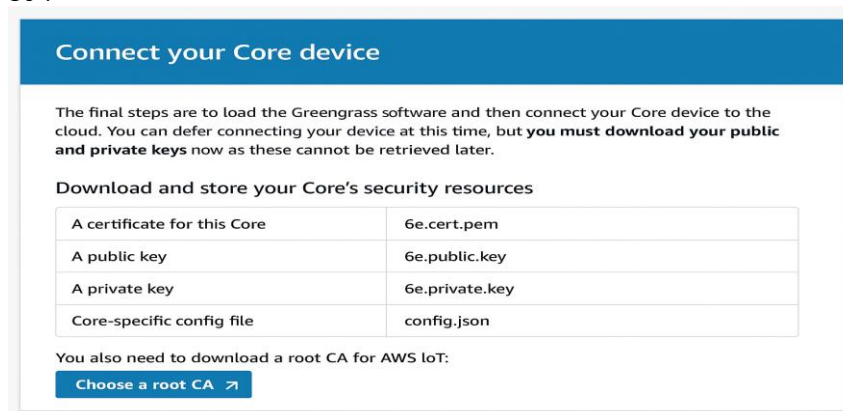 Connect your Core device
The final steps are to load the Greengrass software and then connect your Core device to the
cloud. You can defer connecting your device at this time, but you must download your public
and private keys now as these cannot be retrieved later.
Download and store your Core's security resources
A certificate for this Core 6e.cert.pem
A public key 6e.public.key
A private key 6e.private.key
Core-specific config file config.json
You also need to download a root CA for AWS IoT:
Choose a root CA ↗